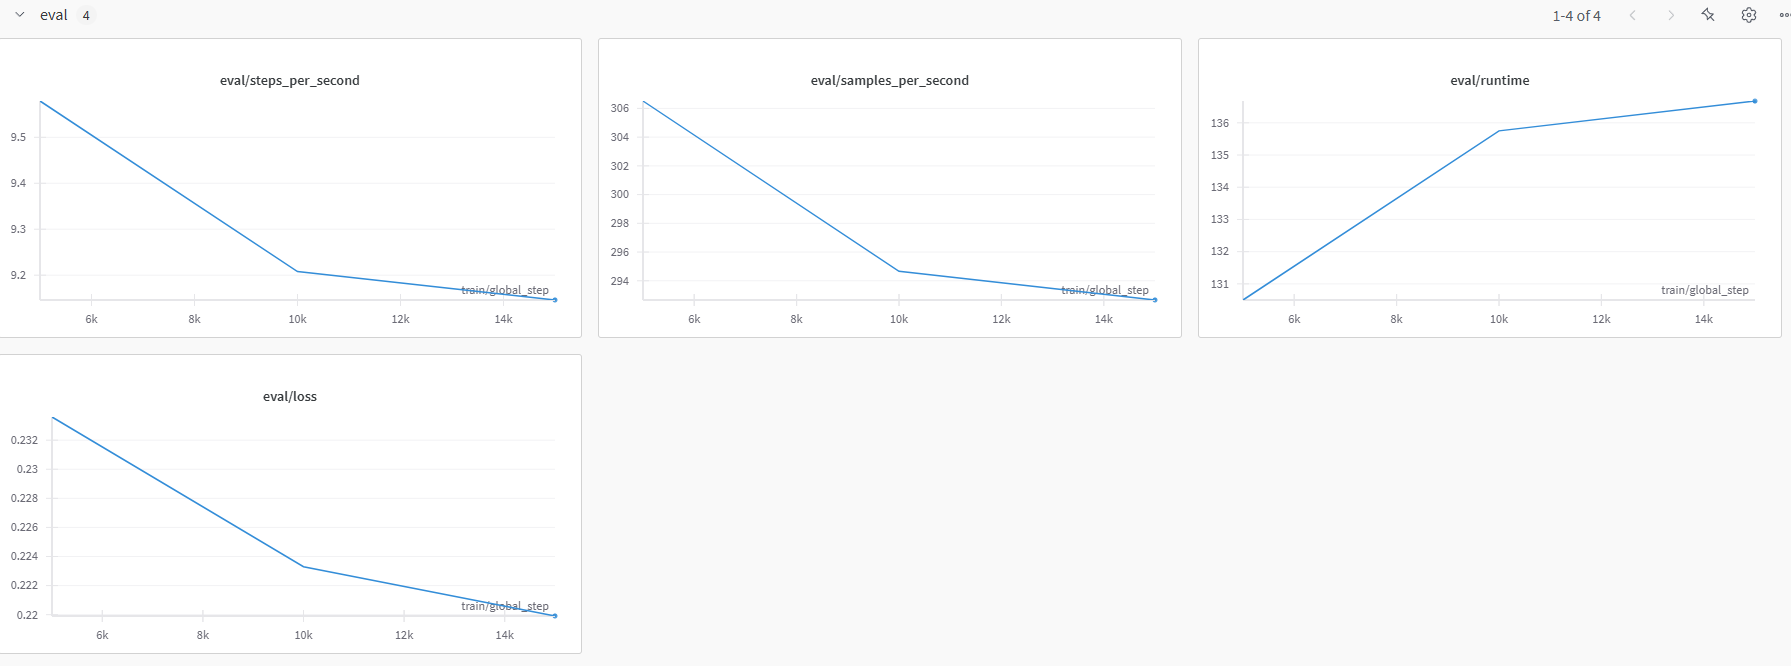 eval 4
1-4 of 4
eval/steps_per_second
9.5
9.4
9.3
9.2
train/global_step
6k 8k 10k 12k 14k
eval/samples_per_second
306
304
302
300
298
296
294
train/global_step
6k 8k 10k 12k 14k
eval/runtime
136
135
134
133
132
131
train/global_step
6k 8k 10k 12k 14k
eval/loss
0.232
0.23
0.228
0.226
0.224
0.222
0.22
train/global_step
6k 8k 10k 12k 14k